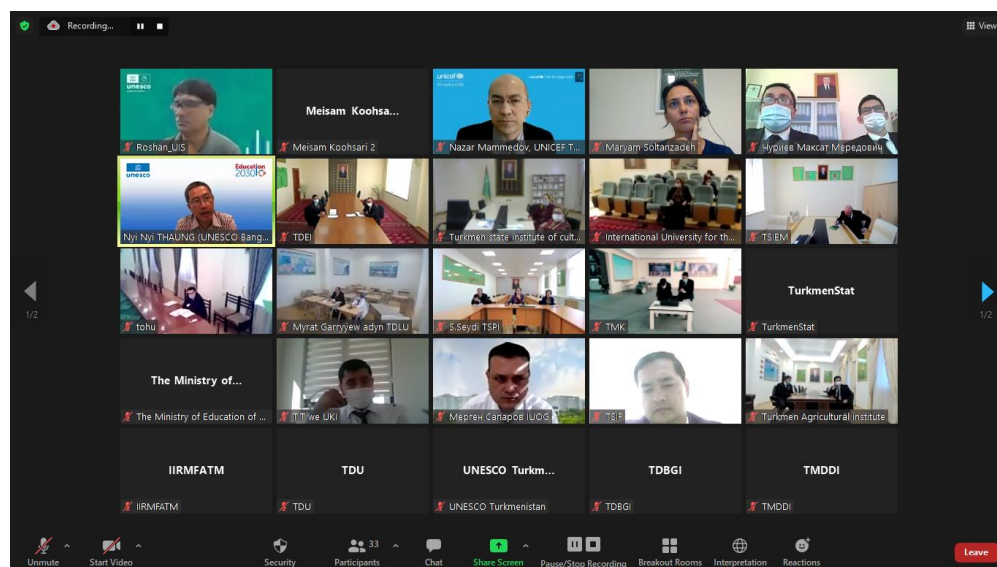 Recording...
View
unesco
Roshan_UIS
Meisam Koohsa...
Meisam Koohsari 2
unicef
Nazar Mammedov, UNICEF T...
Maryam Soltanzadeh
Нуриев Максат Мередович
unesco
Education
2030
Nyi Nyi THAUNG (UNESCO Bang...
TDEI
Turkmen state institute of cult...
International University for th...
TSIEM
1/2
tohu
Myrat Garryýew adyn TDLU
S.Seydi TSPI
TMK
TurkmenStat
TurkmenStat
1/2
The Ministry of...
The Ministry of Education of ...
T T I we UKI
Мерген Сапаров IUOG
TSIF
Turkmen Agricultural Institute
IIRMFATM
IIRMFATM
TDU
TDU
UNESCO Turkm...
UNESCO Turkmenistan
TDBGI
TDBGI
TMDDI
TMDDI
Unmute
Start Video
Security
33
Participants
Chat
Share Screen
Pause/Stop Recording
Breakout Rooms
Interpretation
Reactions
Leave